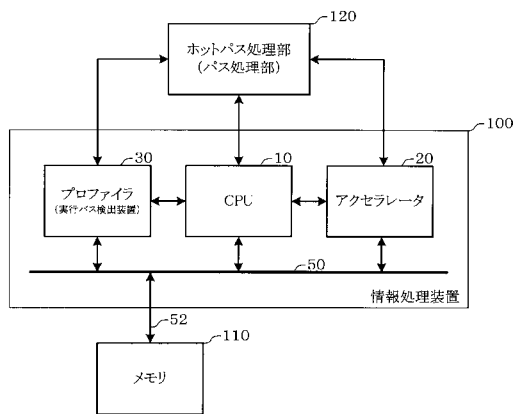 120
ホットパス処理部
(パス処理部)
100
30
10
20
プロファイラ
(実行パス検出装置)
CPU
アクセラレータ
50
情報処理装置
52
110
メモリ